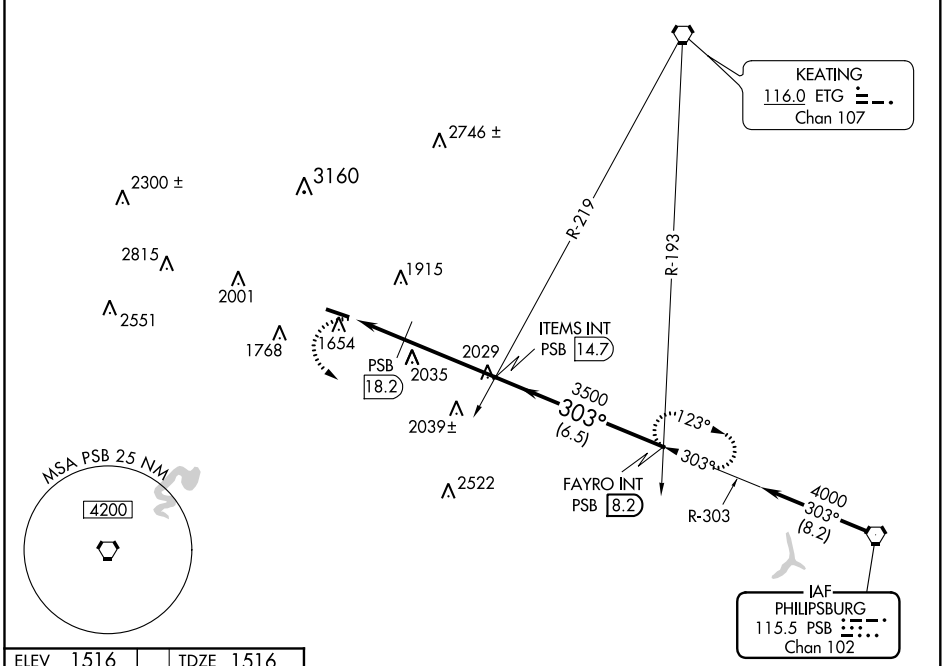 KEATING
116.0 ETG
Chan 107
2746 ±
2300 ±
3160
R-219
R-193
2815
1915
2001
2551
ITEMS INT
PSB 14.7
1654
1768
PSB
18.2
2035
2029
3500
303°
(6.5)
2039±
123°
303°
FAYRO INT
PSB 8.2
2522
R-303
4000
303°
(8.2)
MSA PSB 25 NM
4200
IAF
PHILIPSBURG
115.5 PSB
Chan 102
ELEV 1516
TDZE 1516